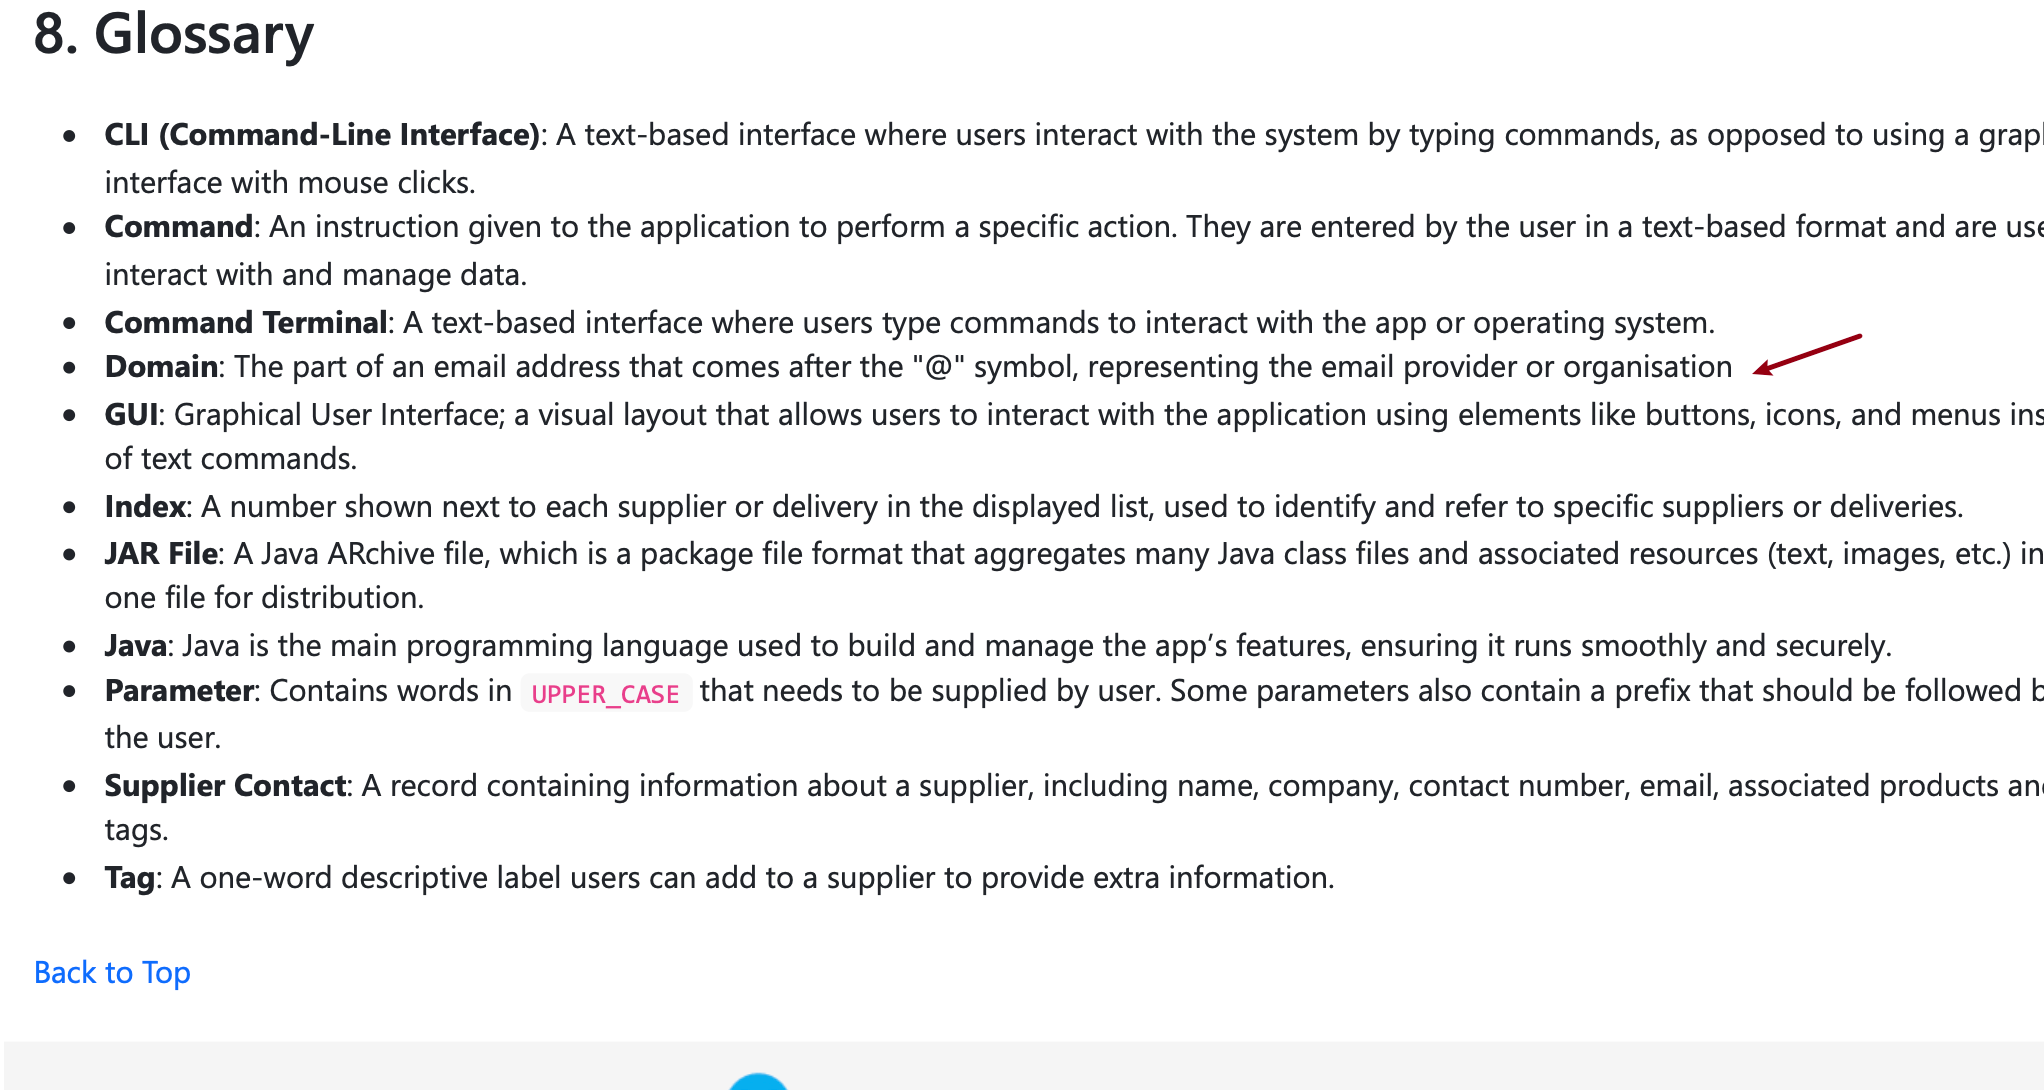 8. Glossary
CLI (Command-Line Interface): A text-based interface where users interact with the system by typing commands, as opposed to using a
interface with mouse clicks.
Command: An instruction given to the application to perform a specific action. They are entered by the user in a text-based format and are
interact with and manage data.
Command Terminal: A text-based interface where users type commands to interact with the app or operating system.
Domain: The part of an email address that comes after the "@" symbol, representing the email provider or organisation
GUI: Graphical User Interface; a visual layout that allows users to interact with the application using elements like buttons, icons, and menus
of text commands.
Index: A number shown next to each supplier or delivery in the displayed list, used to identify and refer to specific suppliers or deliveries.
JAR File: A Java ARchive file, which is a package file format that aggregates many Java class files and associated resources (text, images, etc.)
one file for distribution.
Java: Java is the main programming language used to build and manage the app’s features, ensuring it runs smoothly and securely.
Parameter: Contains words in UPPER_CASE that needs to be supplied by user. Some parameters also contain a prefix that should be followed
the user.
Supplier Contact: A record containing information about a supplier, including name, company, contact number, email, associated products
tags.
Tag: A one-word descriptive label users can add to a supplier to provide extra information.
Back to Top